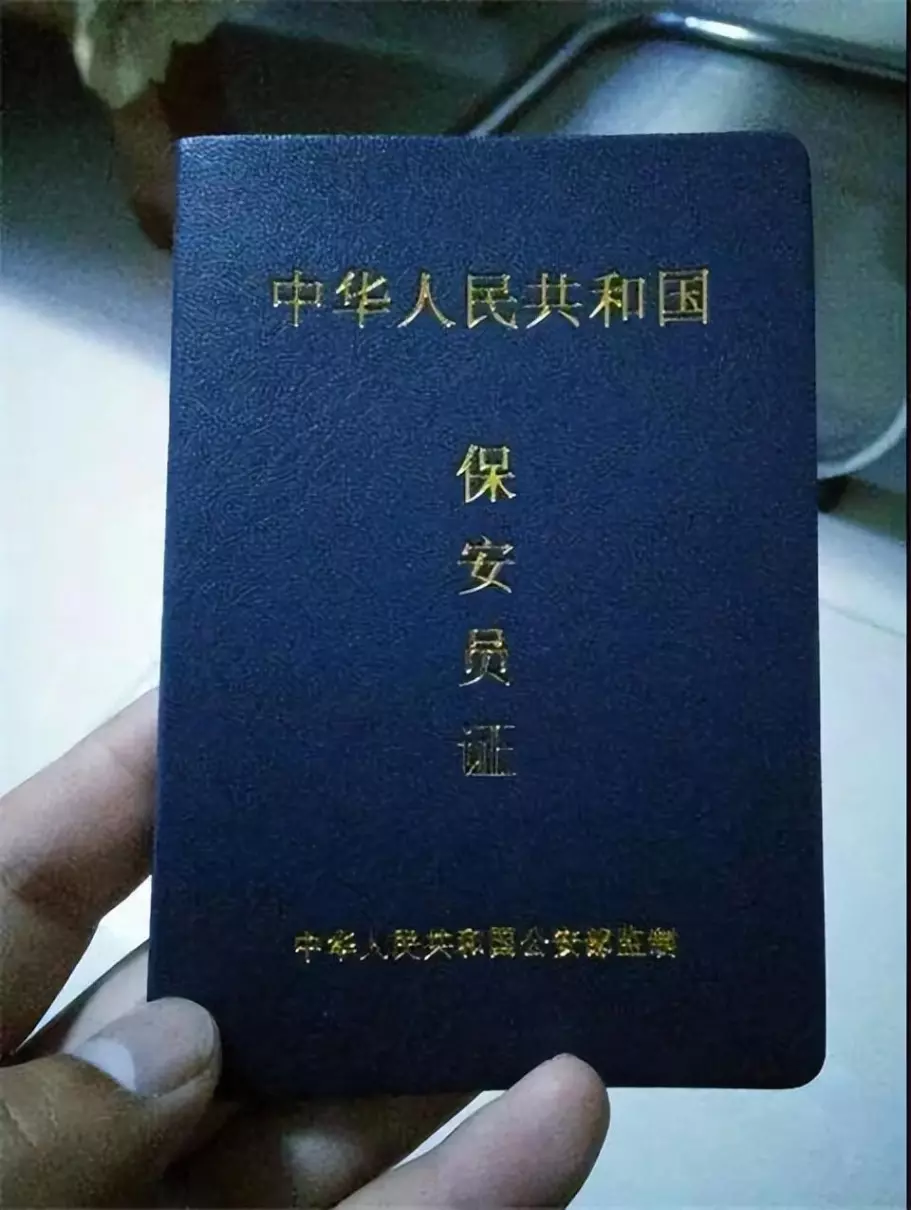 中华人民共和国
保安员证
中华人民共和国公安部监制